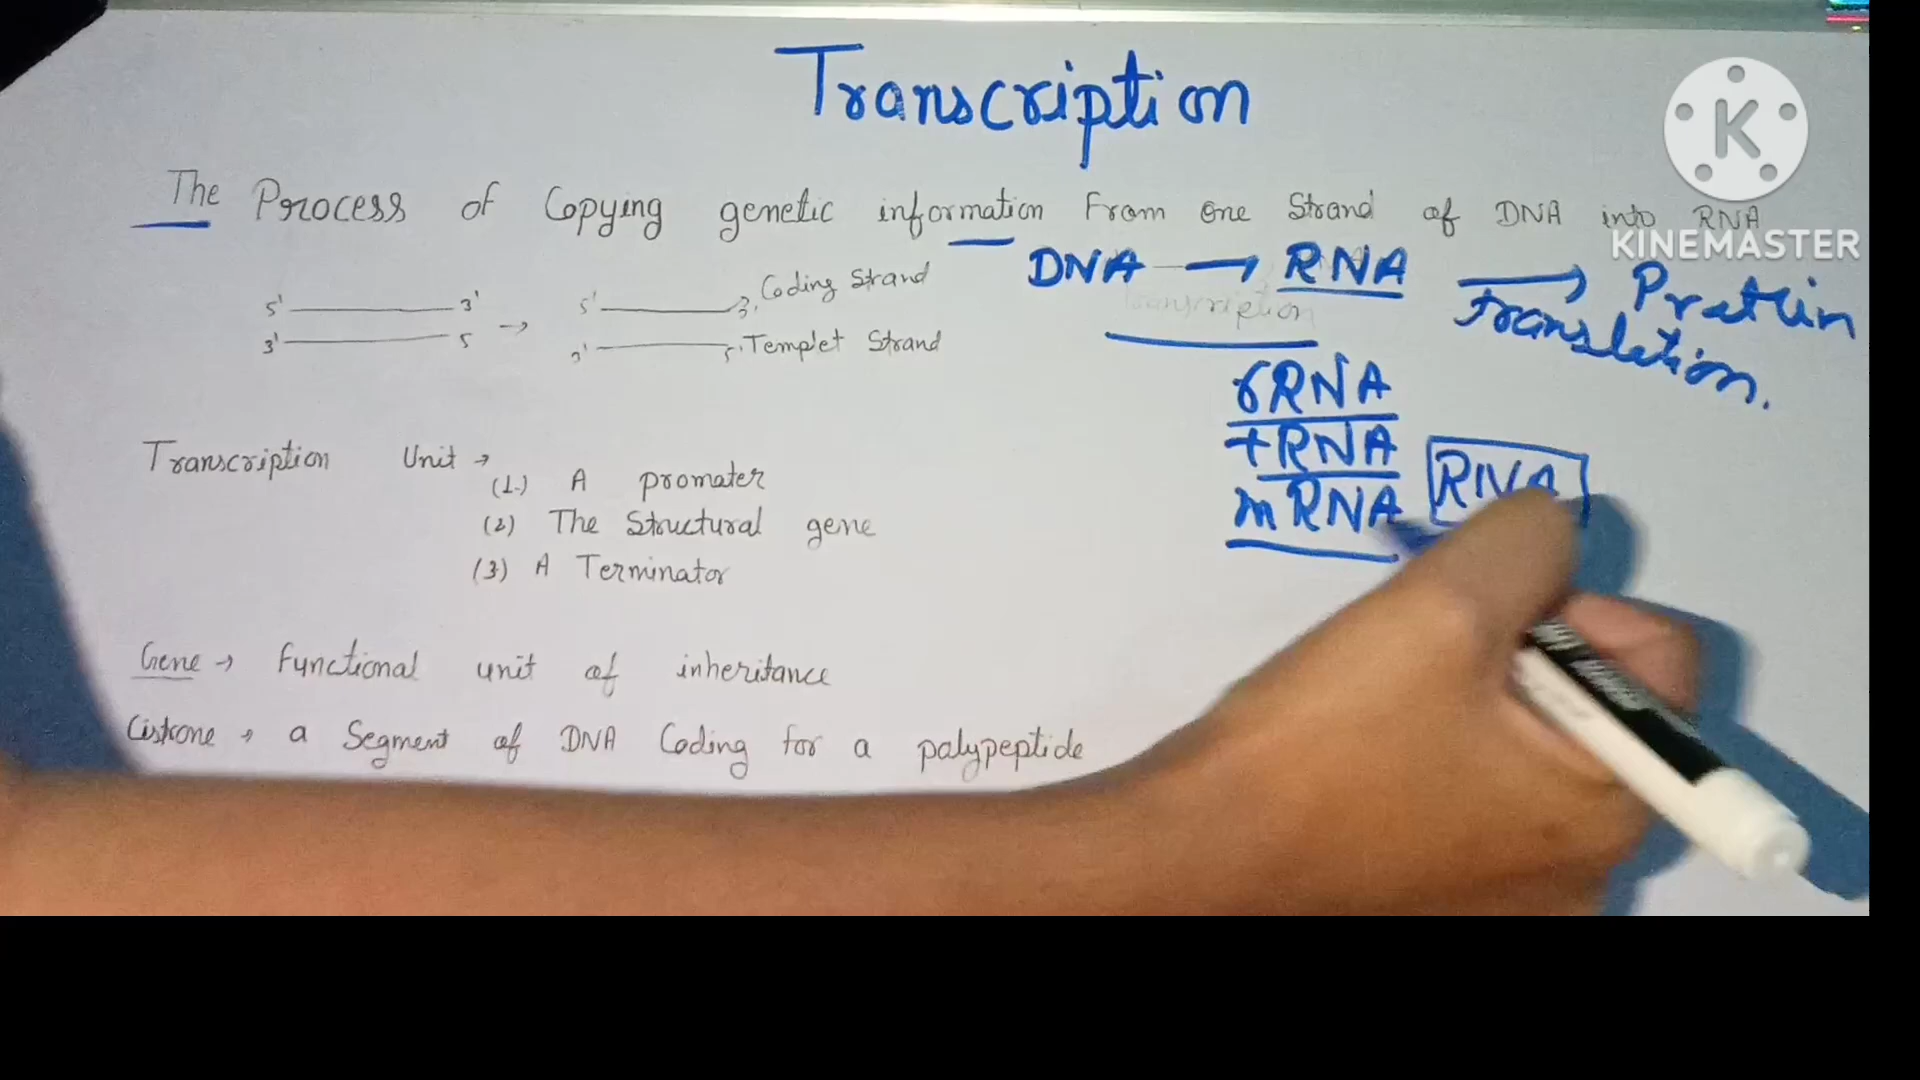 Transcription
The Process of Copying genetic information From one Strand of DNA into RNA
K
KINEMASTER
DNA → RNA → Protein
Transcription
Translation.
5' 3' → 5' 3' Coding Strand
3' 5 3' 5' Templet Strand
rRNA
tRNA
mRNA
RNA
Transcription Unit →
(1.) A promater
(2) The Structural gene
(3) A Terminator
Gene → Functional unit of inheritance
Cistrone → a Segment of DNA Coding for a palypeptide